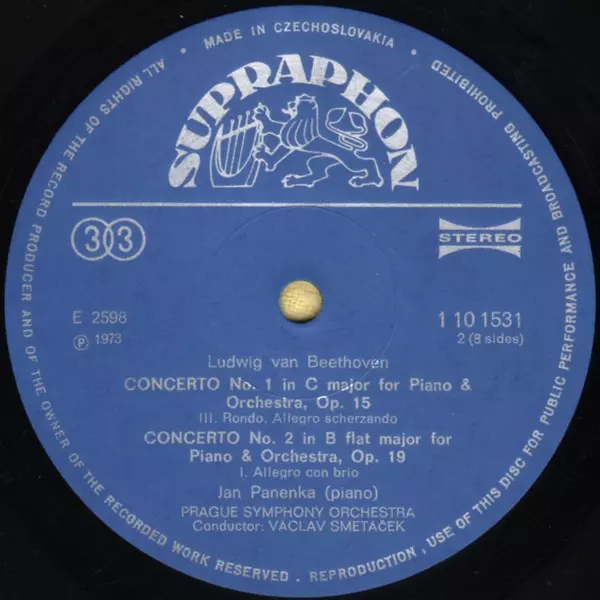 MADE IN CZECHOSLOVAKIA
ALL RIGHTS OF THE RECORD PRODUCER AND OF THE OWNER OF THE RECORDED WORK RESERVED . REPRODUCTION , USE OF THIS DISC FOR PUBLIC PERFORMANCE AND BROADCASTING PROHIBITED
SUPRAPHON
33
STEREO
E 2598
℗ 1973
1 10 1531
2 (8 sides)
Ludwig van Beethoven
CONCERTO No. 1 in C major for Piano &
Orchestra, Op. 15
III. Rondo. Allegro scherzando
CONCERTO No. 2 in B flat major for
Piano & Orchestra, Op. 19
I. Allegro con brio
Jan Panenka (piano)
PRAGUE SYMPHONY ORCHESTRA
Conductor: VÁCLAV SMETÁČEK